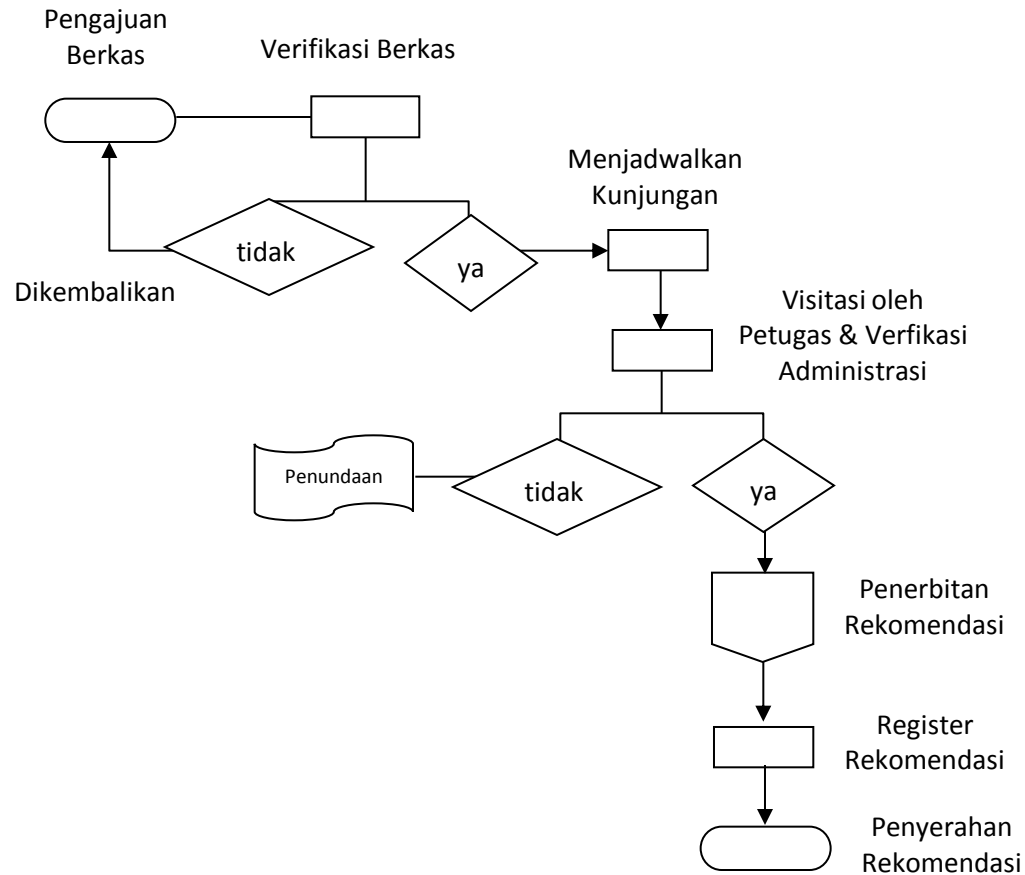 Pengajuan
Berkas
Verifikasi Berkas
Menjadwalkan
Kunjungan
tidak
ya
Dikembalikan
Visitasi oleh
Petugas & Verfikasi
Administrasi
Penundaan
tidak
ya
Penerbitan
Rekomendasi
Register
Rekomendasi
Penyerahan
Rekomendasi